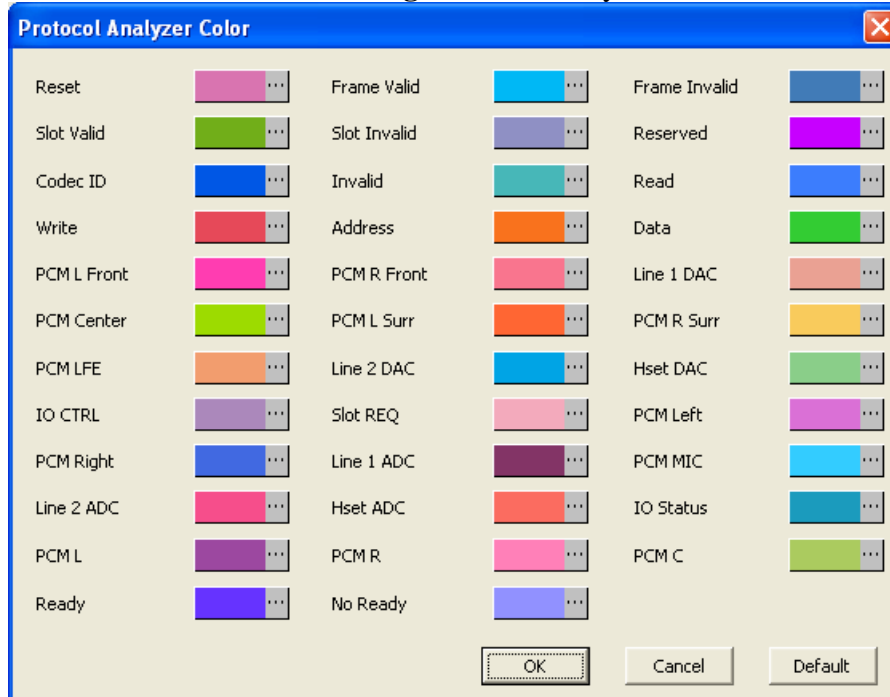 Protocol Analyzer Color
Reset ... Frame Valid ... Frame Invalid ...
Slot Valid ... Slot Invalid ... Reserved ...
Codec ID ... Invalid ... Read ...
Write ... Address ... Data ...
PCM L Front ... PCM R Front ... Line 1 DAC ...
PCM Center ... PCM L Surr ... PCM R Surr ...
PCM LFE ... Line 2 DAC ... Hset DAC ...
IO CTRL ... Slot REQ ... PCM Left ...
PCM Right ... Line 1 ADC ... PCM MIC ...
Line 2 ADC ... Hset ADC ... IO Status ...
PCM L ... PCM R ... PCM C ...
Ready ... No Ready ...
OK Cancel Default